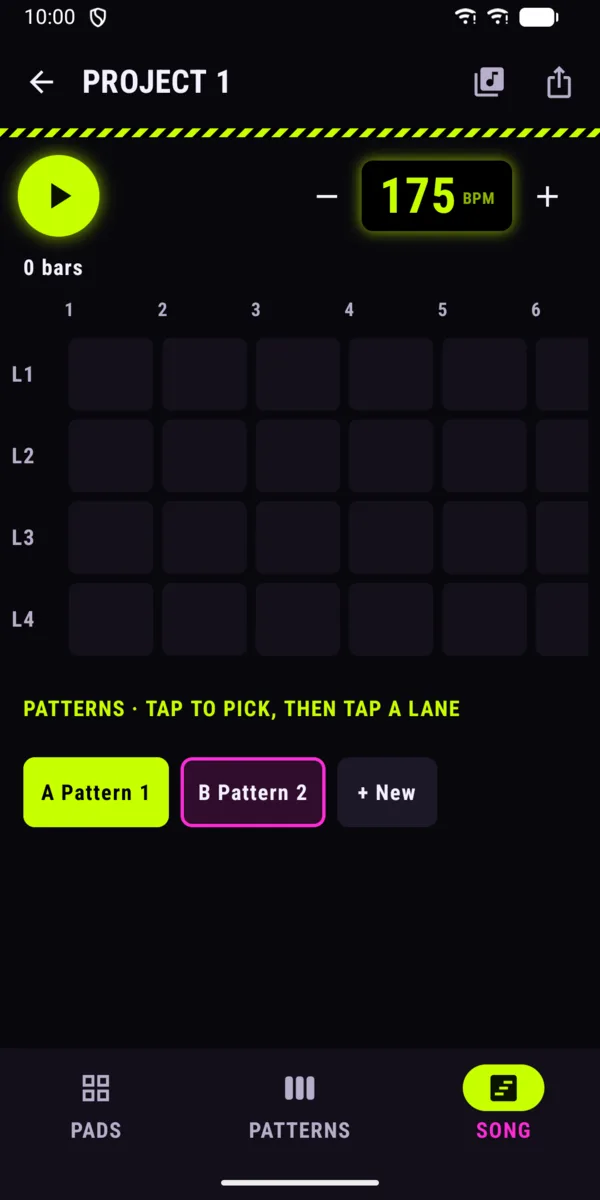 10:00
PROJECT 1
175 BPM
0 bars
1 2 3 4 5 6
L1
L2
L3
L4
PATTERNS · TAP TO PICK, THEN TAP A LANE
A Pattern 1 B Pattern 2 + New
PADS PATTERNS SONG